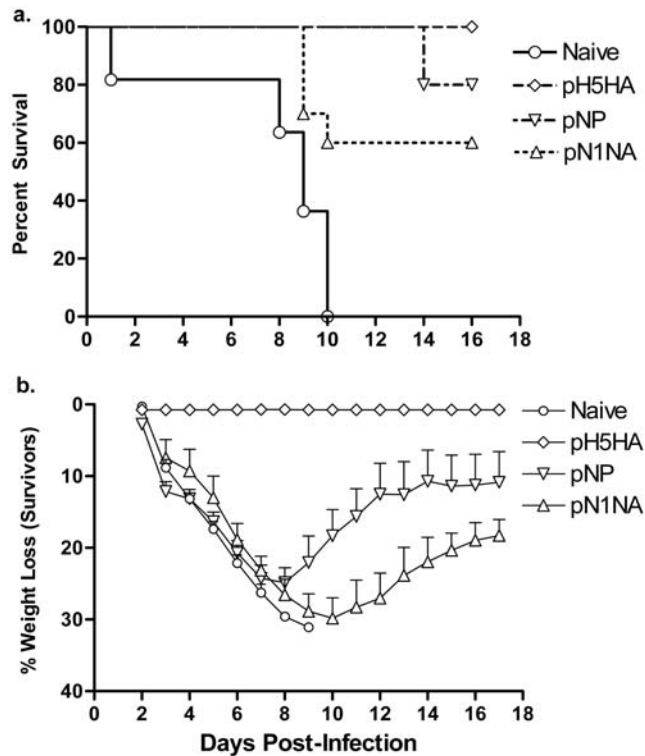 a.
100
80
60
40
20
0
Percent Survival
0 2 4 6 8 10 12 14 16 18
Naive
pH5HA
pNP
pN1NA
b.
0
10
20
30
40
% Weight Loss (Survivors)
0 2 4 6 8 10 12 14 16 18
Days Post-Infection
Naive
pH5HA
pNP
pN1NA